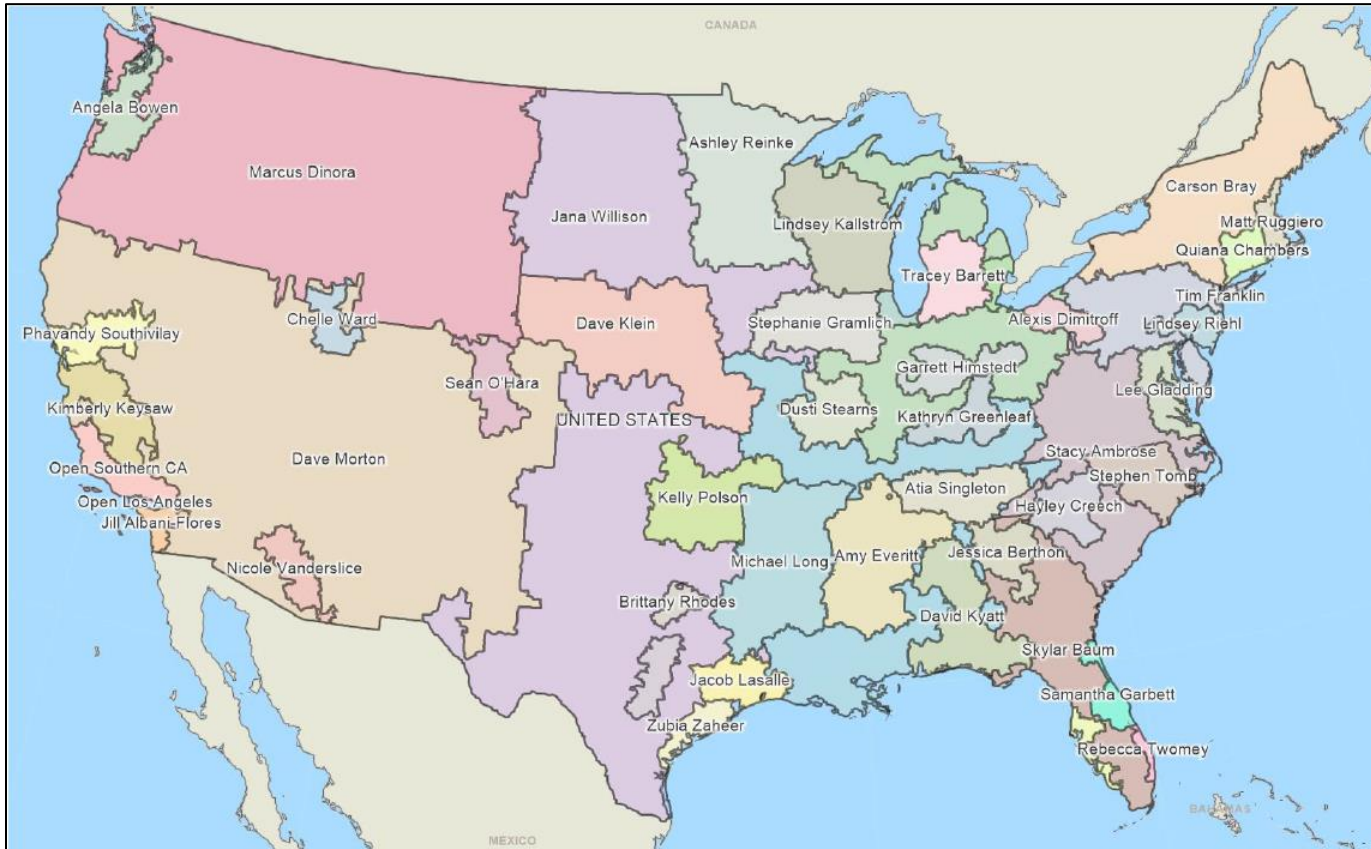 CANADA
Angela Bowen
Ashley Reinke
Marcus Dinora
Carson Bray
Jana Willison
Lindsey Kallstrom
Matt Ruggiero
Quiana Chambers
Tracey Barrett
Tim Franklin
Chelle Ward
Dave Klein
Stephanie Gramlich
Alexis Dimitroff
Lindsey Riehl
Phavandy Southivilay
Sean O'Hara
Garrett Himstedt
Lee Gladding
Kimberly Keysaw
UNITED STATES
Dusti Stearns
Kathryn Greenleaf
Dave Morton
Stacy Ambrose
Open Southern CA
Stephen Tomb
Kelly Polson
Atia Singleton
Open Los Angeles
Hayley Creech
Jill Albani-Flores
Jessica Berthon
Nicole Vanderslice
Michael Long
Amy Everitt
Brittany Rhodes
David Kyatt
Skylar Baum
Jacob Lasalle
Samantha Garbett
Zubia Zaheer
Rebecca Twomey
BAHAMAS
MEXICO